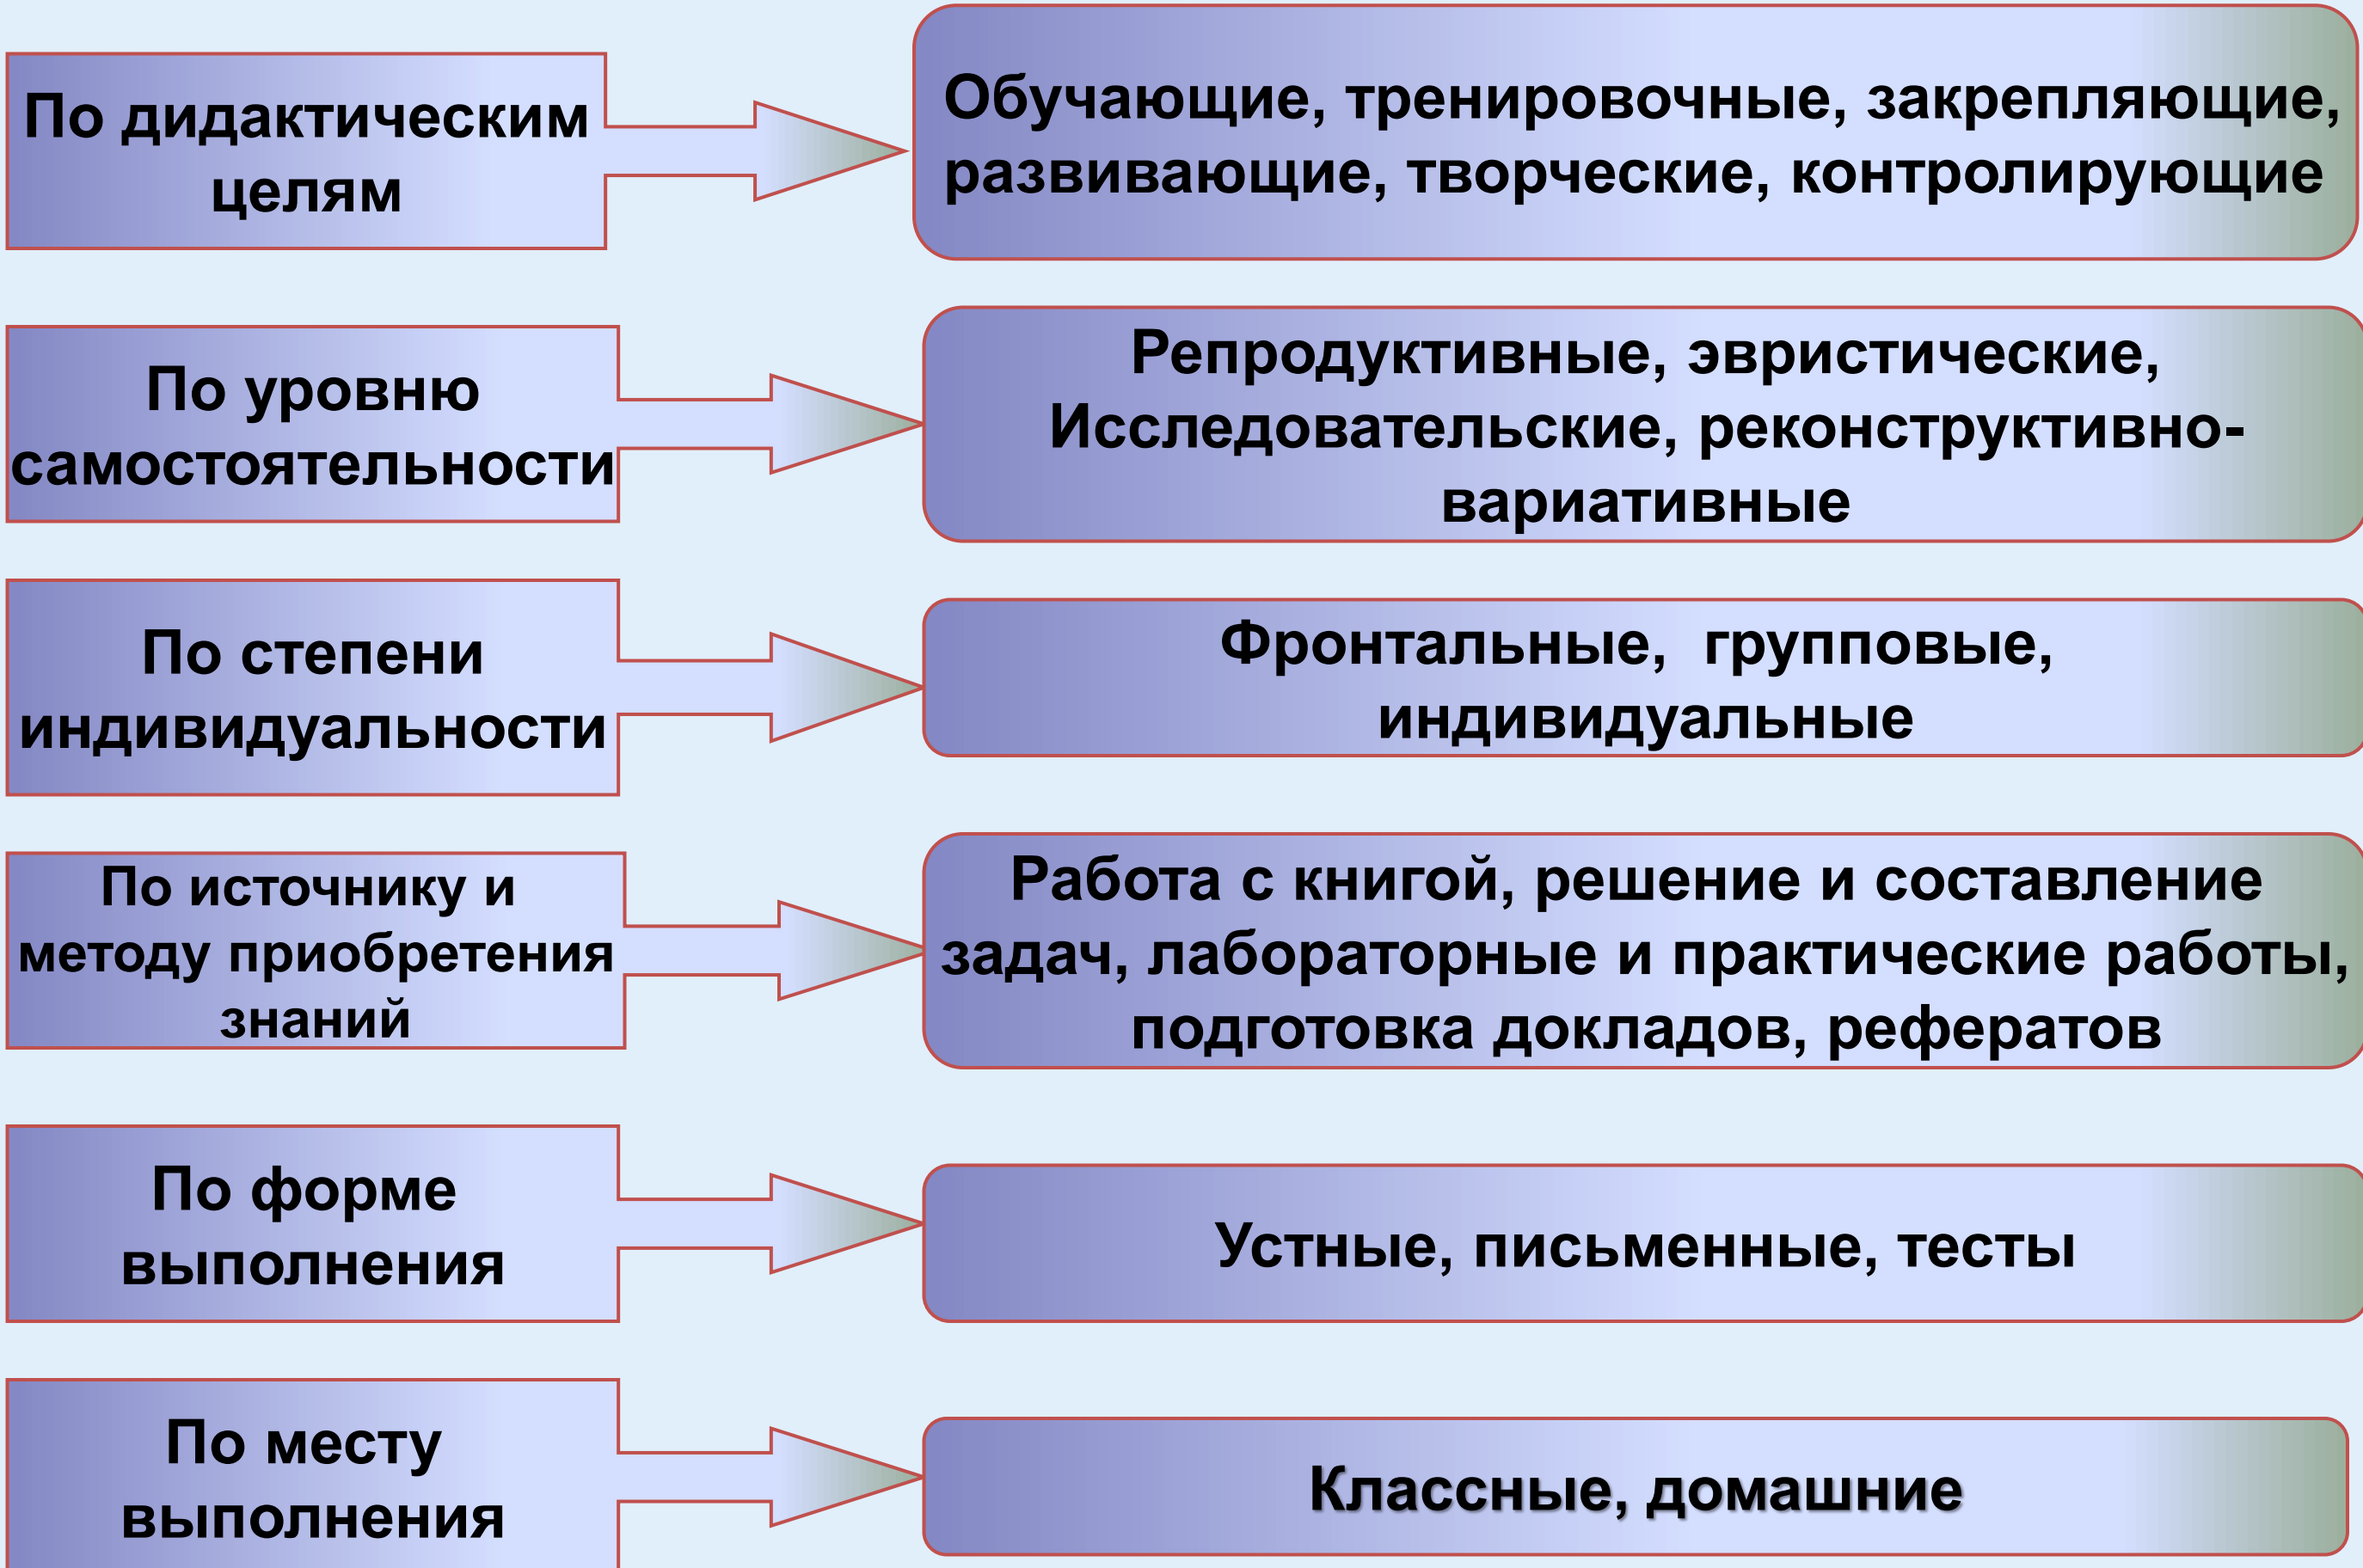 По дидактическим
целям
Обучающие, тренировочные, закрепляющие,
развивающие, творческие, контролирующие
По уровню
самостоятельности
Репродуктивные, эвристические,
Исследовательские, реконструктивно-
вариативные
По степени
индивидуальности
Фронтальные, групповые,
индивидуальные
По источнику и
методу приобретения
знаний
Работа с книгой, решение и составление
задач, лабораторные и практические работы,
подготовка докладов, рефератов
По форме
выполнения
Устные, письменные, тесты
По месту
выполнения
Классные, домашние